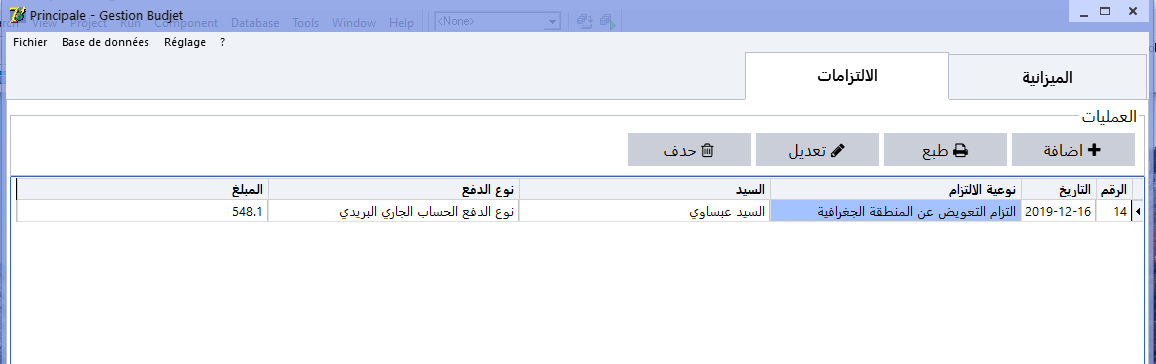 Principale - Gestion Budjet
View Project Run Component Database Tools Window Help <None>
Fichier Base de données Réglage ?
الميزانية الالتزامات
العمليات
اضافة طبع تعديل حذف
الرقم التاريخ نوعية الالتزام السيد نوع الدفع المبلغ
14 2019-12-16 التزام التعويض عن المنطقة الجغرافية السيد عبساوي نوع الدفع الحساب الجاري البريدي 548.1